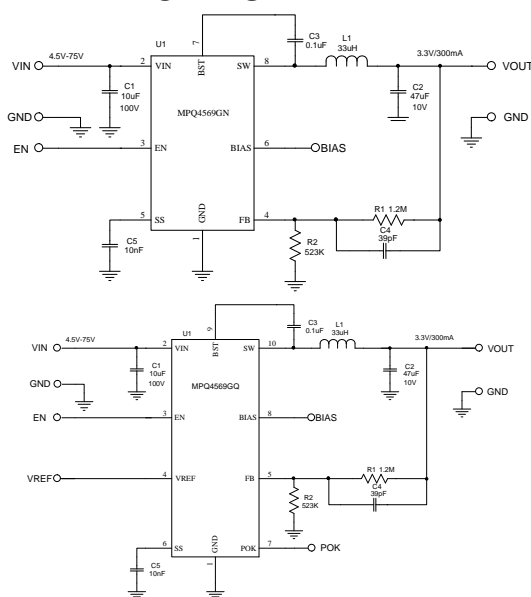 C3
0.1uF
L1
33uH
U1
7
3.3V/300mA
4.5V-75V
VIN
2
VIN
BST
SW
8
VOUT
C1
10uF
100V
C2
47uF
10V
MPQ4569GN
GND
GND
EN
3
EN
BIAS
6
BIAS
R1 1.2M
5
SS
GND
FB
4
C4
39pF
C5
10nF
1
R2
523K
C3
0.1uF
L1
33uH
U1
9
3.3V/300mA
4.5V-75V
VIN
2
VIN
BST
SW
10
VOUT
C1
10uF
100V
C2
47uF
10V
MPQ4569GQ
GND
GND
EN
3
EN
BIAS
8
BIAS
R1 1.2M
VREF
4
VREF
FB
5
C4
39pF
R2
523K
6
SS
GND
POK
7
POK
C5
10nF
1